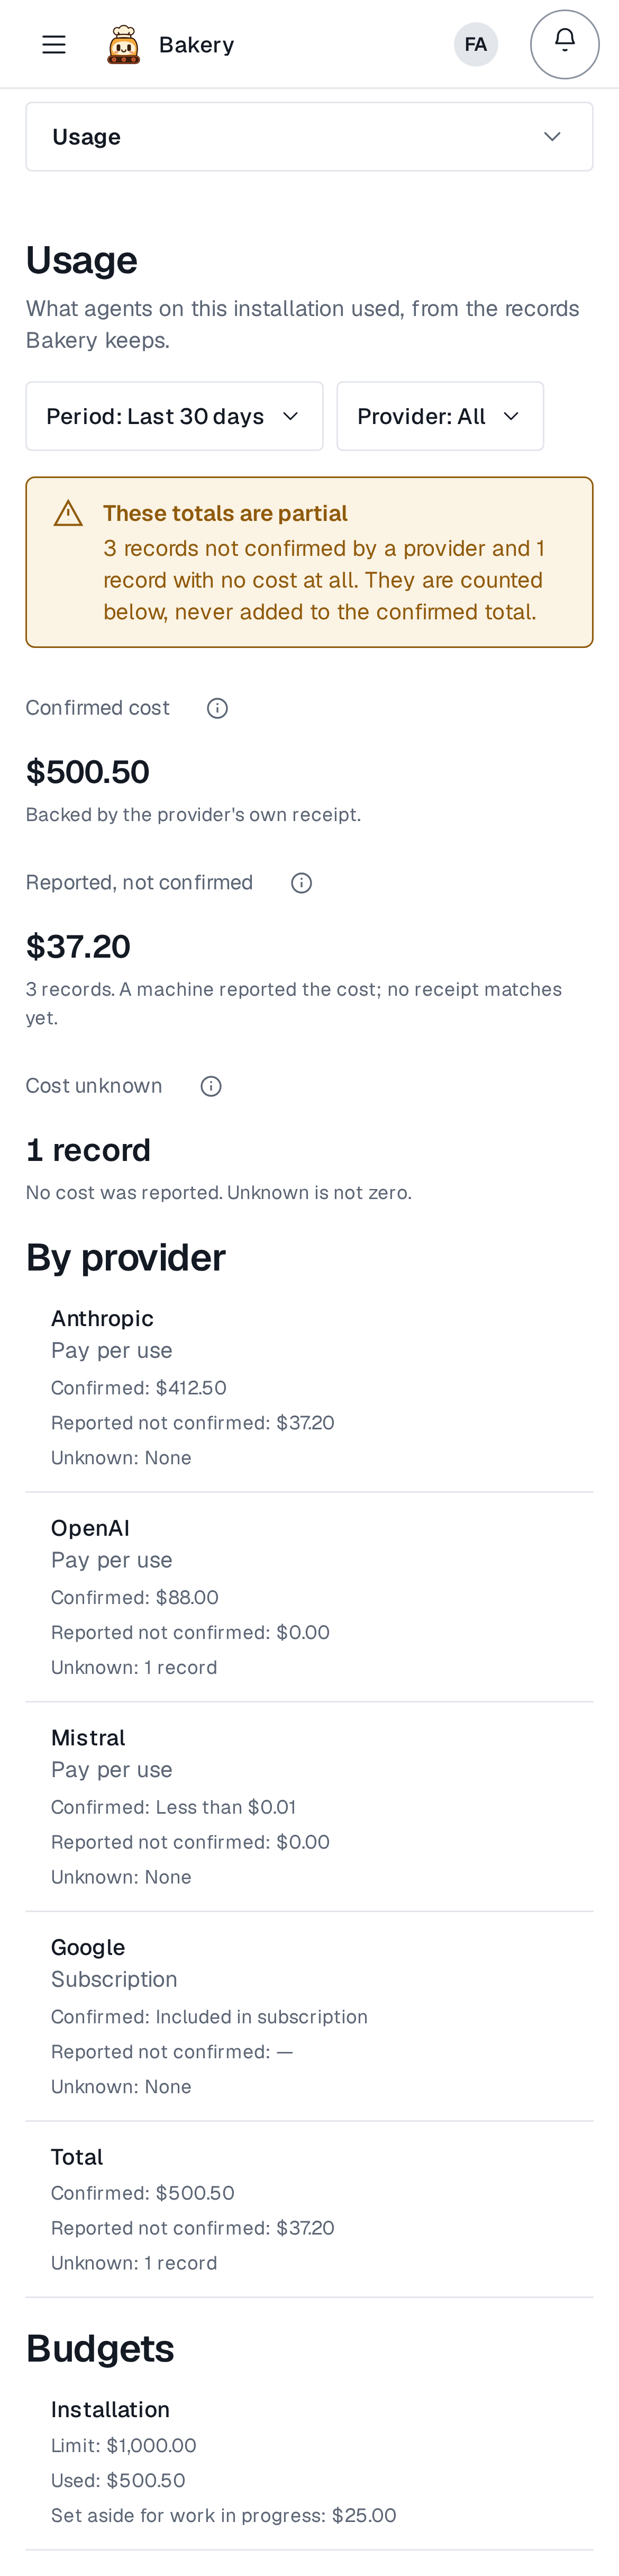 Bakery
FA
Usage
Usage
What agents on this installation used, from the records
Bakery keeps.
Period: Last 30 days
Provider: All
These totals are partial
3 records not confirmed by a provider and 1
record with no cost at all. They are counted
below, never added to the confirmed total.
Confirmed cost
$500.50
Backed by the provider's own receipt.
Reported, not confirmed
$37.20
3 records. A machine reported the cost; no receipt matches
yet.
Cost unknown
1 record
No cost was reported. Unknown is not zero.
By provider
Anthropic
Pay per use
Confirmed: $412.50
Reported not confirmed: $37.20
Unknown: None
OpenAI
Pay per use
Confirmed: $88.00
Reported not confirmed: $0.00
Unknown: 1 record
Mistral
Pay per use
Confirmed: Less than $0.01
Reported not confirmed: $0.00
Unknown: None
Google
Subscription
Confirmed: Included in subscription
Reported not confirmed: —
Unknown: None
Total
Confirmed: $500.50
Reported not confirmed: $37.20
Unknown: 1 record
Budgets
Installation
Limit: $1,000.00
Used: $500.50
Set aside for work in progress: $25.00